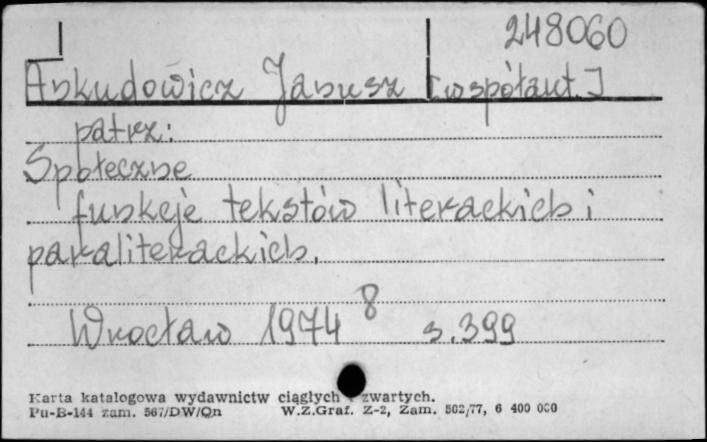 248060
Ankudowicz Janusz [współaut.]
patrz:
Społeczne
funkcje tekstów literackich i
paraliterackich.
Wrocław 1974 8 s.399
Karta katalogowa wydawnictw ciągłych i zwartych.
Pu-B-144 zam. 567/DW/Qn W.Z.Graf. Z-2, Zam. 502/77, 6 400 000